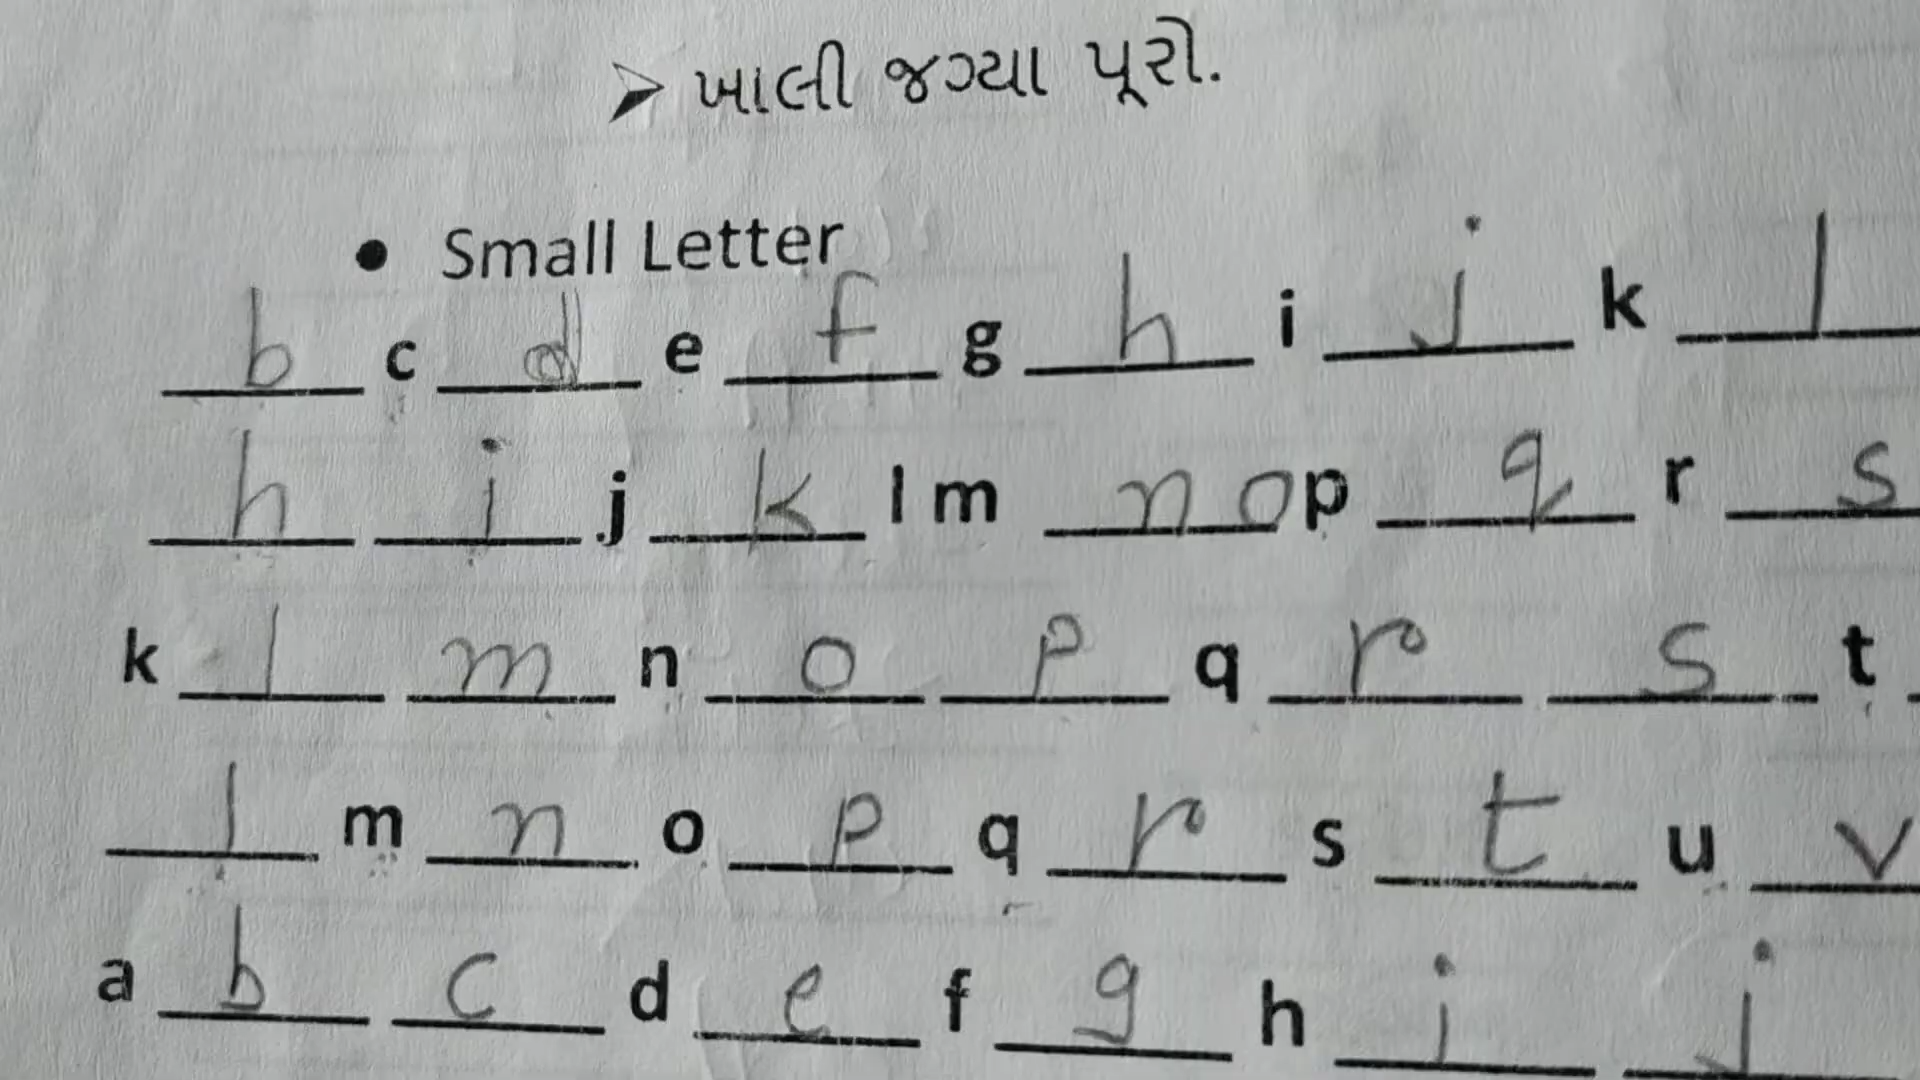 ➤ ખાલી જગ્યા પૂરો.
• Small Letter
b c d e f g h i j k l
h i j k l m n o p q r s
k l m n o p q r s t
l m n o p q r s t u v
a b c d e f g h i j